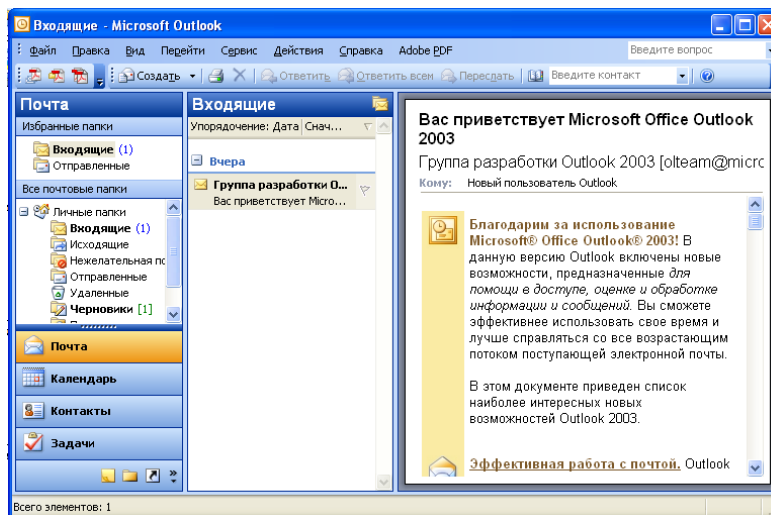 Входящие - Microsoft Outlook
Файл Правка Вид Перейти Сервис Действия Справка Adobe PDF Введите вопрос
Создать Ответить Ответить всем Переслать Введите контакт
Почта
Избранные папки
Входящие (1)
Отправленные
Все почтовые папки
Личные папки
Входящие (1)
Исходящие
Нежелательная по
Отправленные
Удаленные
Черновики [1]
Почта
Календарь
Контакты
Задачи
Входящие
Упорядочение: Дата Снач...
Вчера
Группа разработки O...
Вас приветствует Micro...
Вас приветствует Microsoft Office Outlook
2003
Группа разработки Outlook 2003 [olteam@micro
Кому: Новый пользователь Outlook
Благодарим за использование
Microsoft® Office Outlook® 2003! В
данную версию Outlook включены новые
возможности, предназначенные для
помощи в доступе, оценке и обработке
информации и сообщений. Вы сможете
эффективнее использовать свое время и
лучше справляться со все возрастающим
потоком поступающей электронной почты.
В этом документе приведен список
наиболее интересных новых
возможностей Outlook 2003.
Эффективная работа с почтой. Outlook
Всего элементов: 1